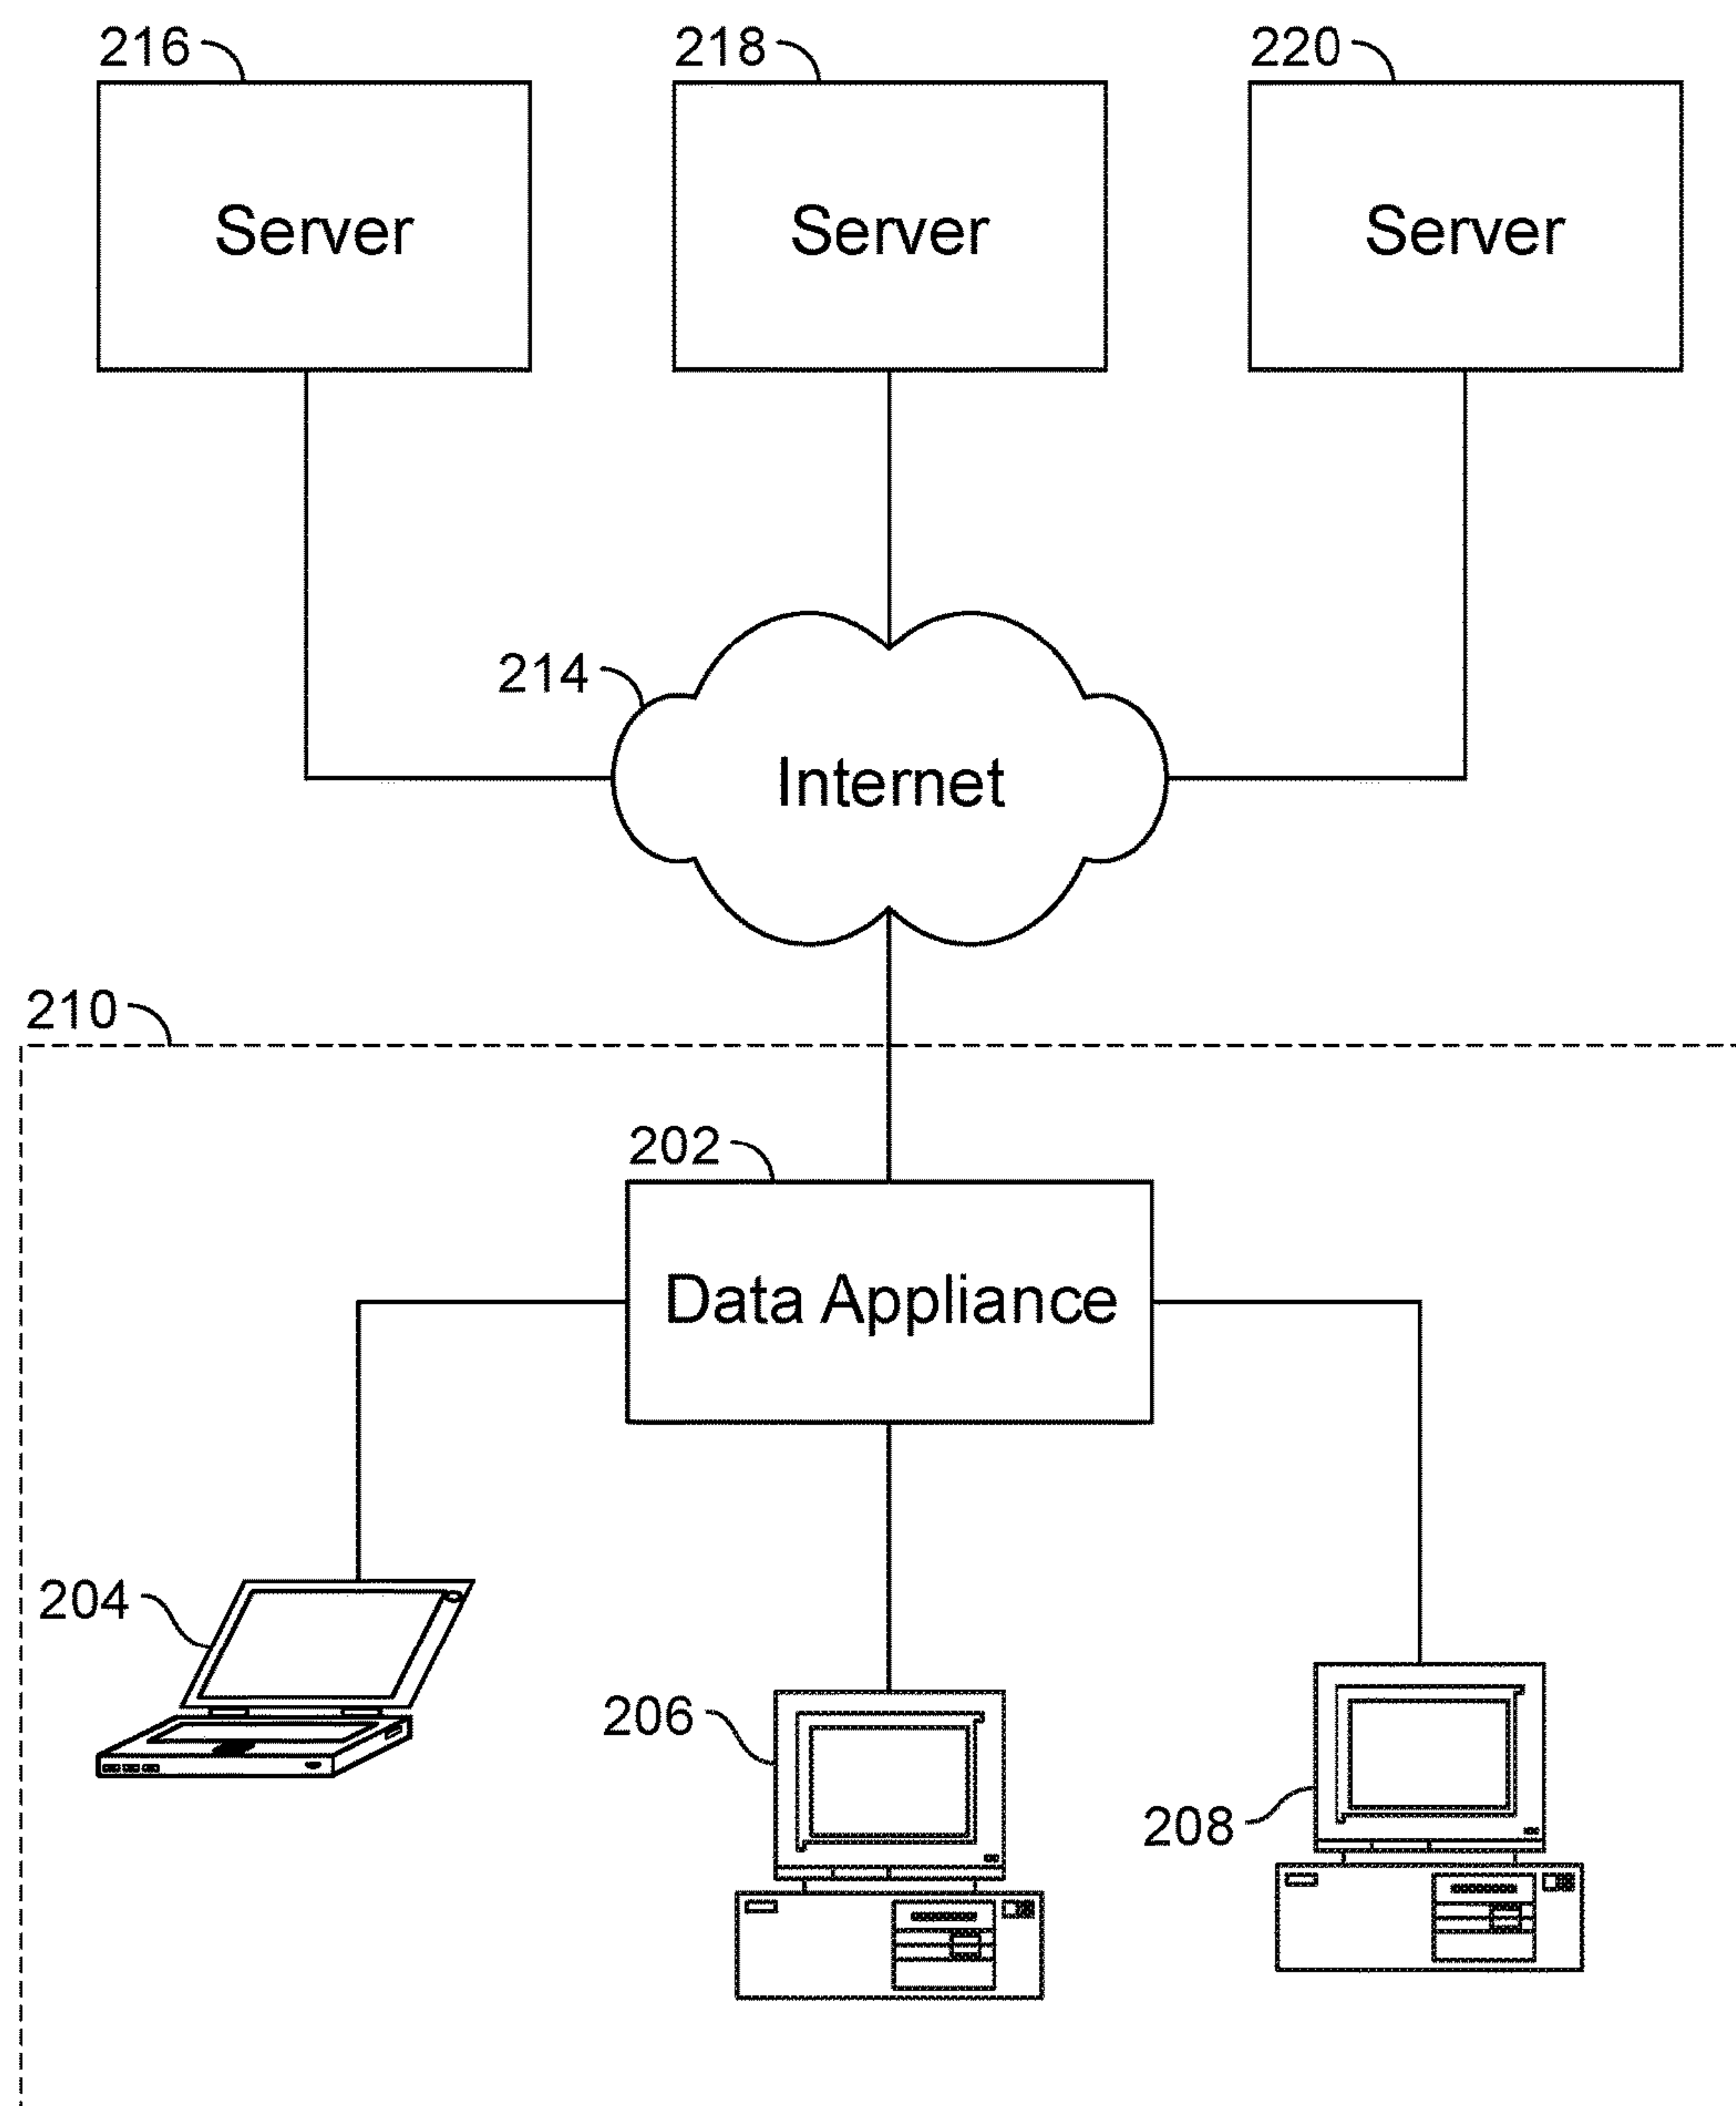 216
218
220
Server
Server
Server
214
Internet
210
202
Data Appliance
204
206
208